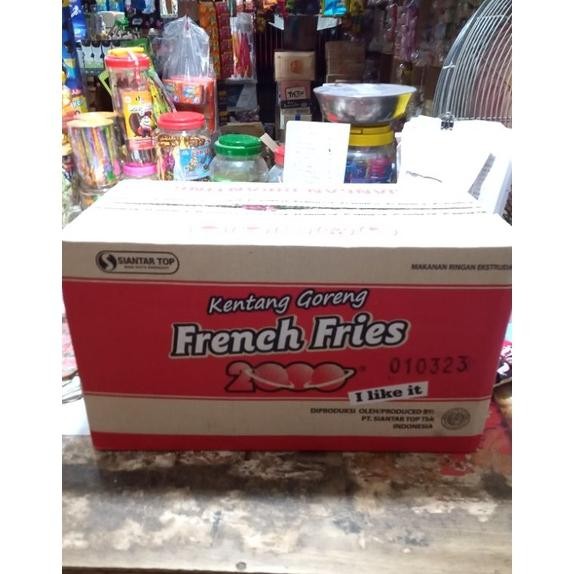 SIANTAR TOP
MAKANAN RINGAN EKSTRUDA
Kentang Goreng
French Fries
2000
010323
I like it
DIPRODUKSI OLEH/PRODUCED BY:
PT. SIANTAR TOP TBK
INDONESIA